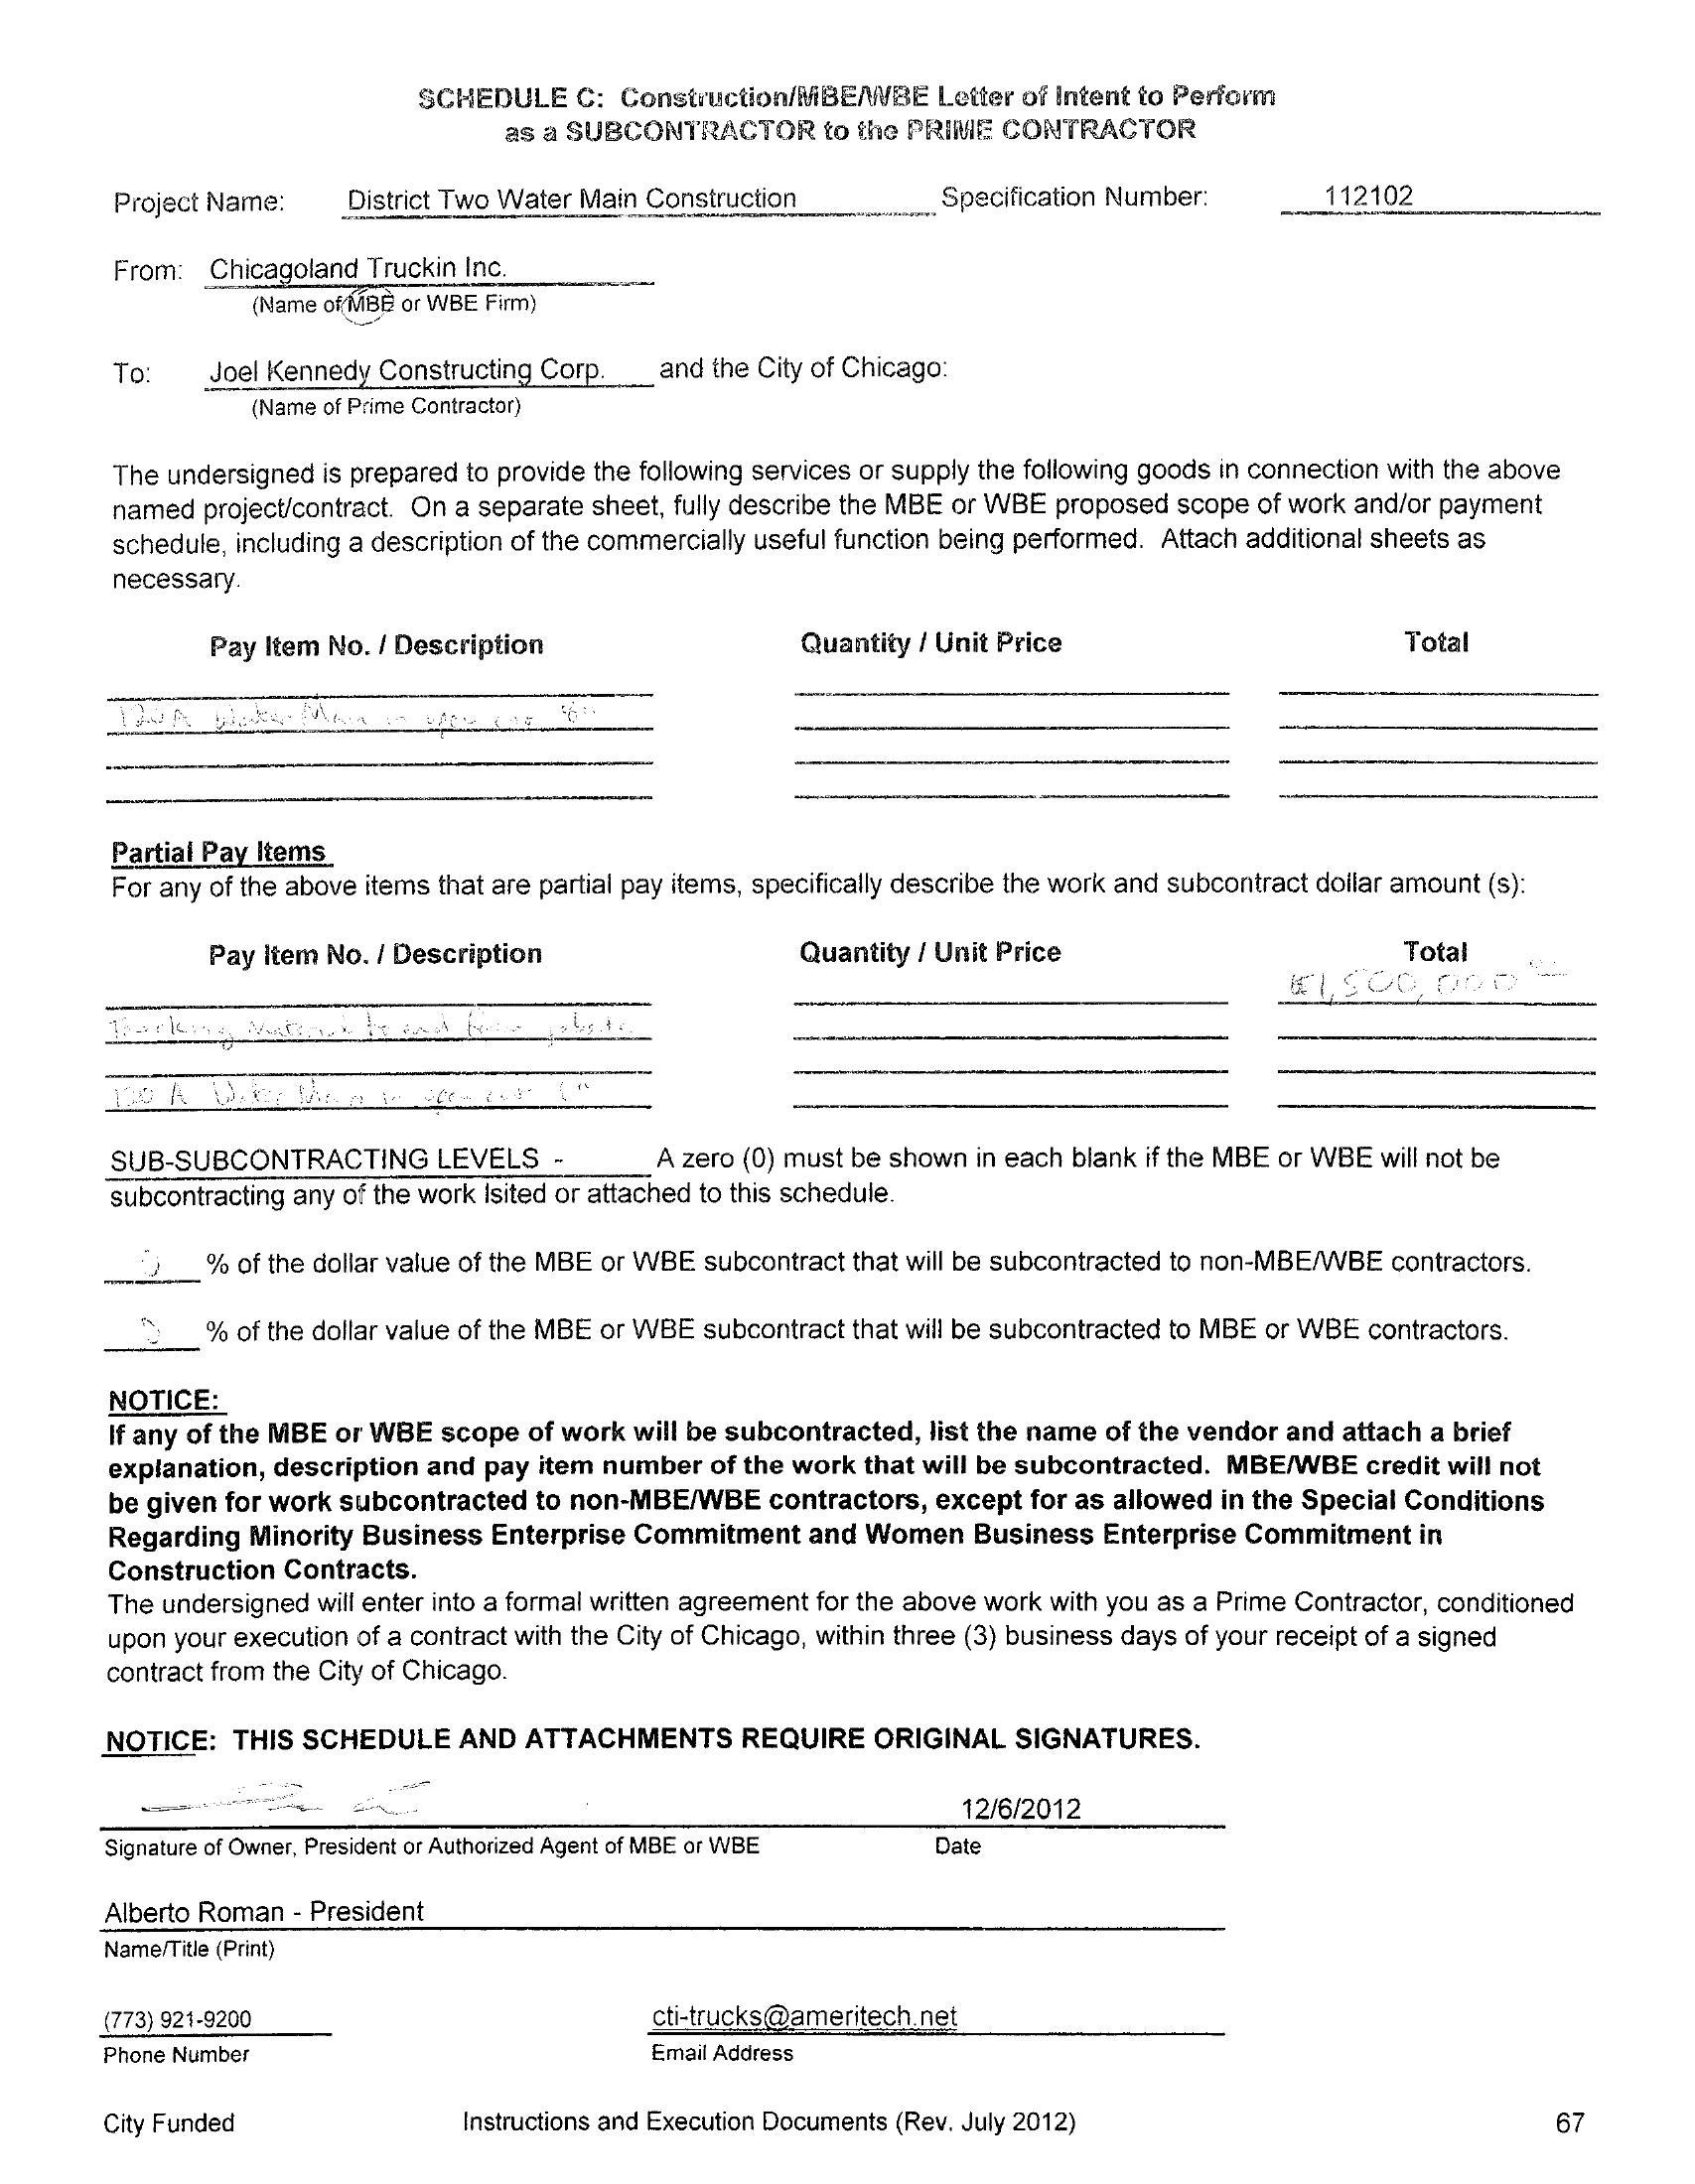 SCHEDULE C: Construction/MBE/WBE Letter of Intent to Perform
as a SUBCONTRACTOR to the PRIME CONTRACTOR
Project Name: District Two Water Main Construction Specification Number: 112102
From: Chicagoland Truckin Inc.
(Name of MBE or WBE Firm)
To: Joel Kennedy Constructing Corp. and the City of Chicago:
(Name of Prime Contractor)
The undersigned is prepared to provide the following services or supply the following goods in connection with the above
named project/contract. On a separate sheet, fully describe the MBE or WBE proposed scope of work and/or payment
schedule, including a description of the commercially useful function being performed. Attach additional sheets as
necessary.
Pay Item No. / Description Quantity / Unit Price Total
120A Water Main in open cut
Partial Pay Items
For any of the above items that are partial pay items, specifically describe the work and subcontract dollar amount (s):
Pay Item No. / Description Quantity / Unit Price Total
$1,500,000
Trucking Material to and from jobsite
120 A Water Main in open cut
SUB-SUBCONTRACTING LEVELS - A zero (0) must be shown in each blank if the MBE or WBE will not be
subcontracting any of the work lsited or attached to this schedule.
0 % of the dollar value of the MBE or WBE subcontract that will be subcontracted to non-MBE/WBE contractors.
0 % of the dollar value of the MBE or WBE subcontract that will be subcontracted to MBE or WBE contractors.
NOTICE:
If any of the MBE or WBE scope of work will be subcontracted, list the name of the vendor and attach a brief
explanation, description and pay item number of the work that will be subcontracted. MBE/WBE credit will not
be given for work subcontracted to non-MBE/WBE contractors, except for as allowed in the Special Conditions
Regarding Minority Business Enterprise Commitment and Women Business Enterprise Commitment in
Construction Contracts.
The undersigned will enter into a formal written agreement for the above work with you as a Prime Contractor, conditioned
upon your execution of a contract with the City of Chicago, within three (3) business days of your receipt of a signed
contract from the City of Chicago.
NOTICE: THIS SCHEDULE AND ATTACHMENTS REQUIRE ORIGINAL SIGNATURES.
12/6/2012
Signature of Owner, President or Authorized Agent of MBE or WBE Date
Alberto Roman - President
Name/Title (Print)
(773) 921-9200 cti-trucks@ameritech.net
Phone Number Email Address
City Funded Instructions and Execution Documents (Rev. July 2012) 67